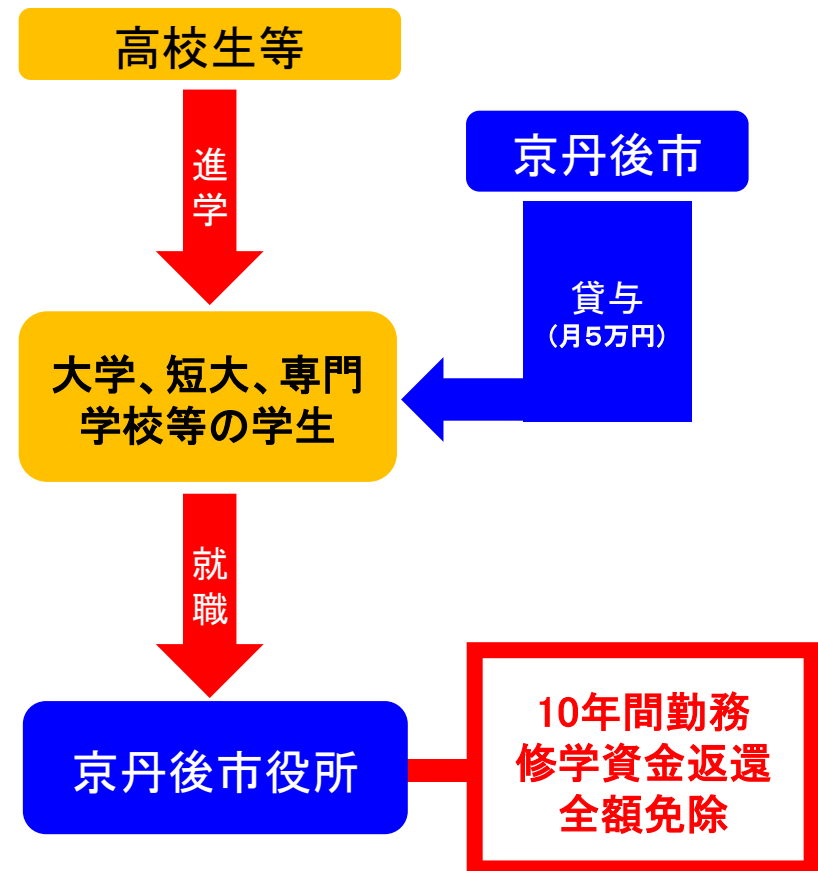 高校生等
進学
京丹後市
貸与
（月５万円）
大学、短大、専門
学校等の学生
就職
京丹後市役所
10年間勤務
修学資金返還
全額免除